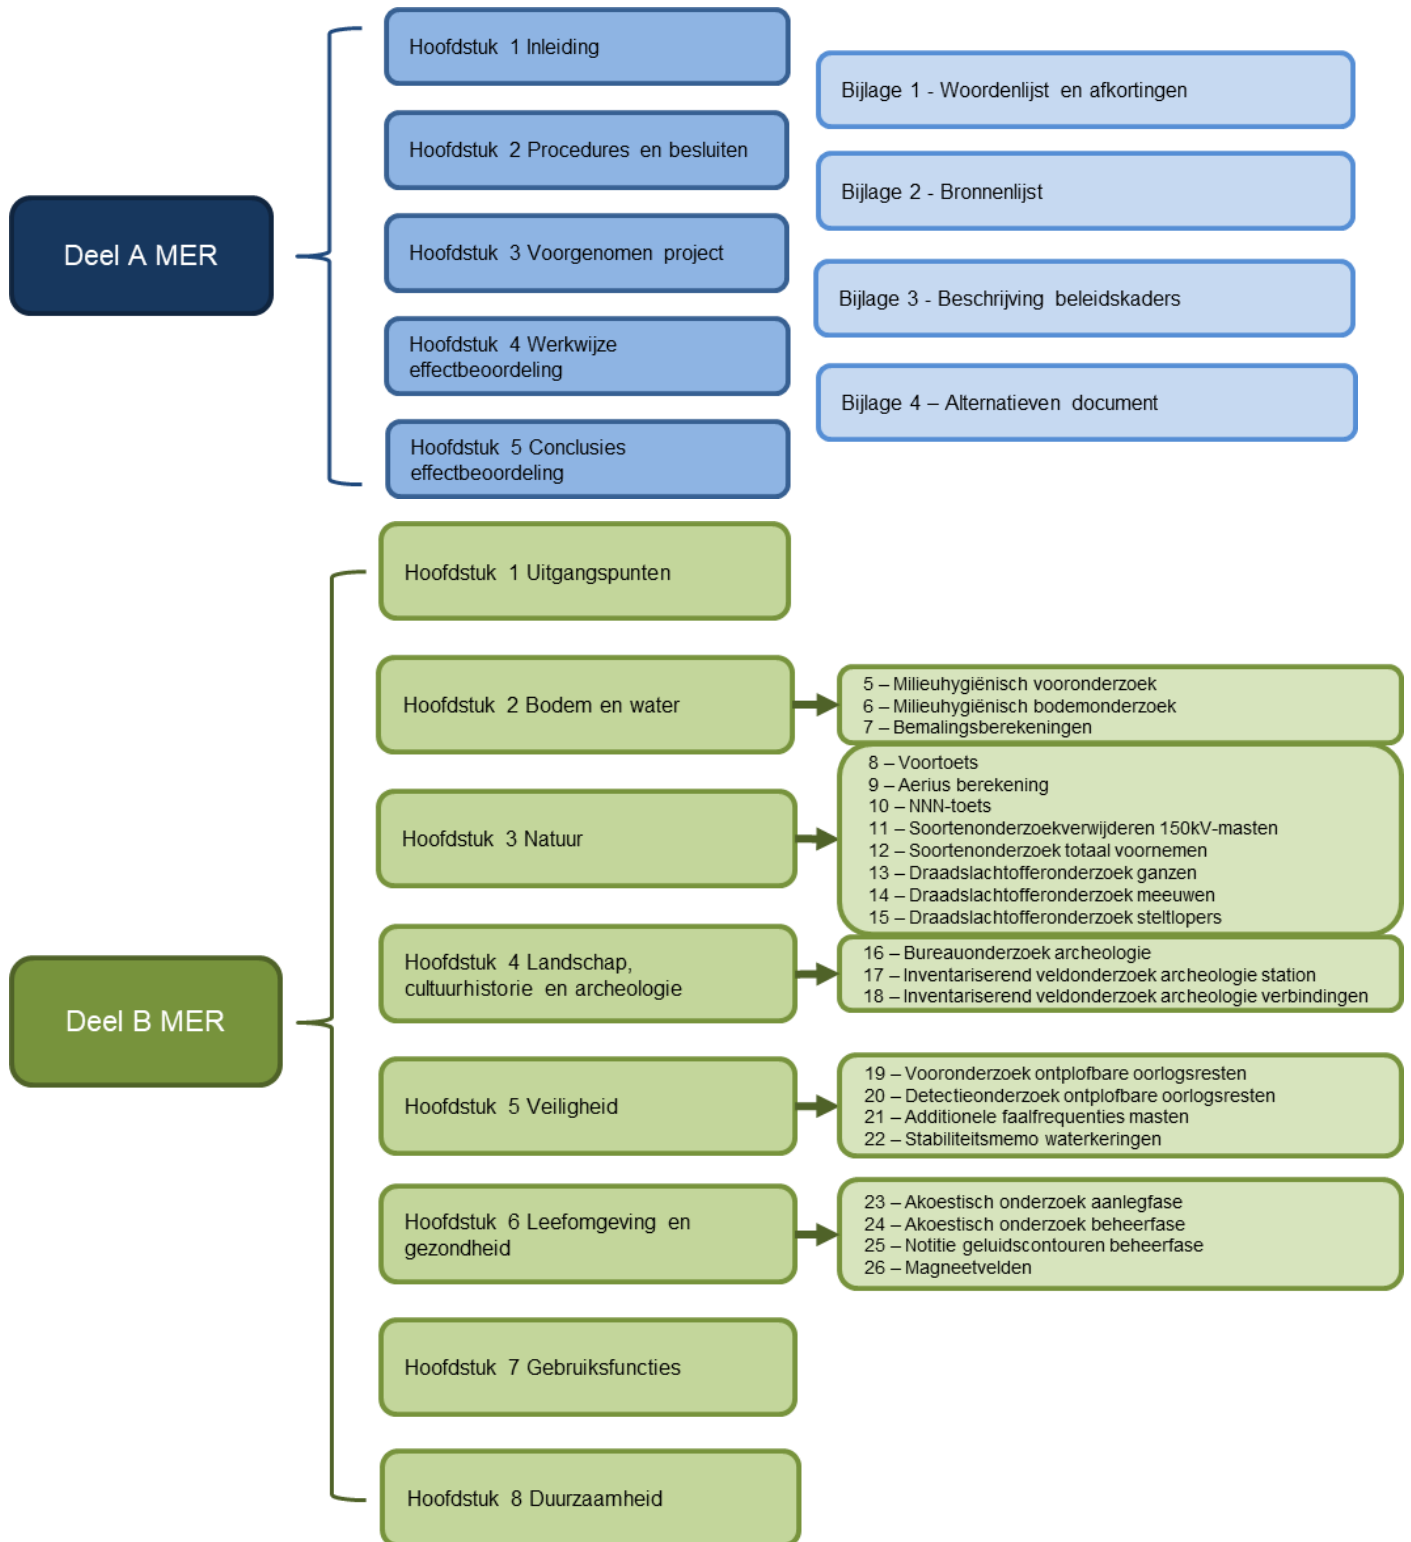 Deel A MER
Hoofdstuk 1 Inleiding
Hoofdstuk 2 Procedures en besluiten
Hoofdstuk 3 Voorgenomen project
Hoofdstuk 4 Werkwijze
effectbeoordeling
Hoofdstuk 5 Conclusies
effectbeoordeling
Bijlage 1 - Woordenlijst en afkortingen
Bijlage 2 - Bronnenlijst
Bijlage 3 - Beschrijving beleidskaders
Bijlage 4 – Alternatieven document
Deel B MER
Hoofdstuk 1 Uitgangspunten
Hoofdstuk 2 Bodem en water
5 – Milieuhygiënisch vooronderzoek
6 – Milieuhygiënisch bodemonderzoek
7 – Bemalingsberekeningen
Hoofdstuk 3 Natuur
8 – Voortoets
9 – Aerius berekening
10 – NNN-toets
11 – Soortenonderzoekverwijderen 150kV-masten
12 – Soortenonderzoek totaal voornemen
13 – Draadslachtofferonderzoek ganzen
14 – Draadslachtofferonderzoek meeuwen
15 – Draadslachtofferonderzoek steltlopers
Hoofdstuk 4 Landschap,
cultuurhistorie en archeologie
16 – Bureauonderzoek archeologie
17 – Inventariserend veldonderzoek archeologie station
18 – Inventariserend veldonderzoek archeologie verbindingen
Hoofdstuk 5 Veiligheid
19 – Vooronderzoek ontplofbare oorlogsresten
20 – Detectieonderzoek ontplofbare oorlogsresten
21 – Additionele faalfrequenties masten
22 – Stabiliteitsmemo waterkeringen
Hoofdstuk 6 Leefomgeving en
gezondheid
23 – Akoestisch onderzoek aanlegfase
24 – Akoestisch onderzoek beheerfase
25 – Notitie geluidscontouren beheerfase
26 – Magneetvelden
Hoofdstuk 7 Gebruiksfuncties
Hoofdstuk 8 Duurzaamheid